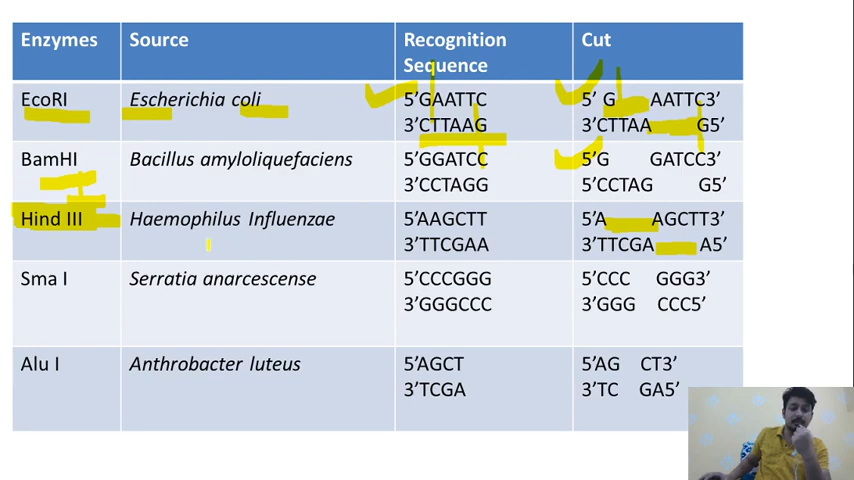 Enzymes Source Recognition Sequence Cut
EcoRI Escherichia coli 5’GAATTC 5’ G AATTC3’
3’CTTAAG 3’CTTAA G5’
BamHI Bacillus amyloliquefaciens 5’GGATCC 5’G GATCC3’
3’CCTAGG 5’CCTAG G5’
Hind III Haemophilus Influenzae 5’AAGCTT 5’A AGCTT3’
3’TTCGAA 3’TTCGA A5’
Sma I Serratia anarcescense 5’CCCGGG 5’CCC GGG3’
3’GGGCCC 3’GGG CCC5’
Alu I Anthrobacter luteus 5’AGCT 5’AG CT3’
3’TCGA 3’TC GA5’